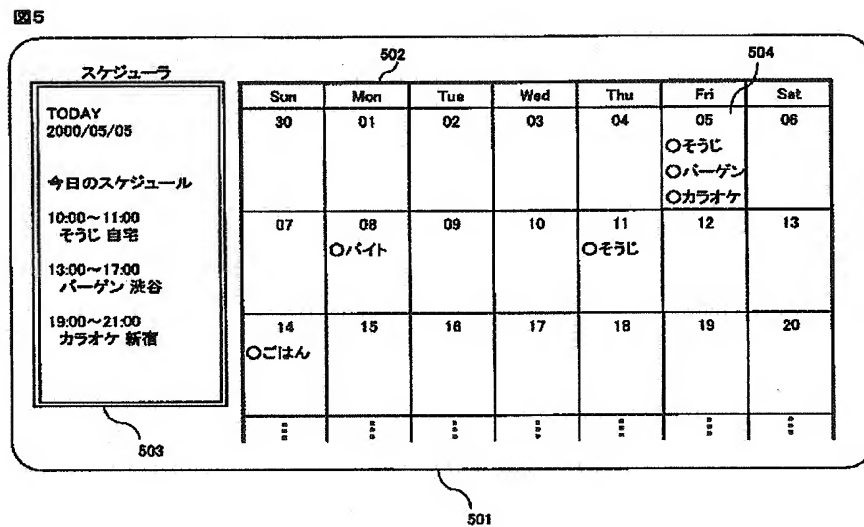 図5
502
504
スケジューラ
TODAY
2000/05/05
今日のスケジュール
10:00～11:00
そうじ 自宅
13:00～17:00
バーゲン 渋谷
19:00～21:00
カラオケ 新宿
503
Sun Mon Tue Wed Thu Fri Sat
30 01 02 03 04 05 06
○そうじ
○バーゲン
○カラオケ
07 08 09 10 11 12 13
○バイト ○そうじ
14 15 16 17 18 19 20
○ごはん
501